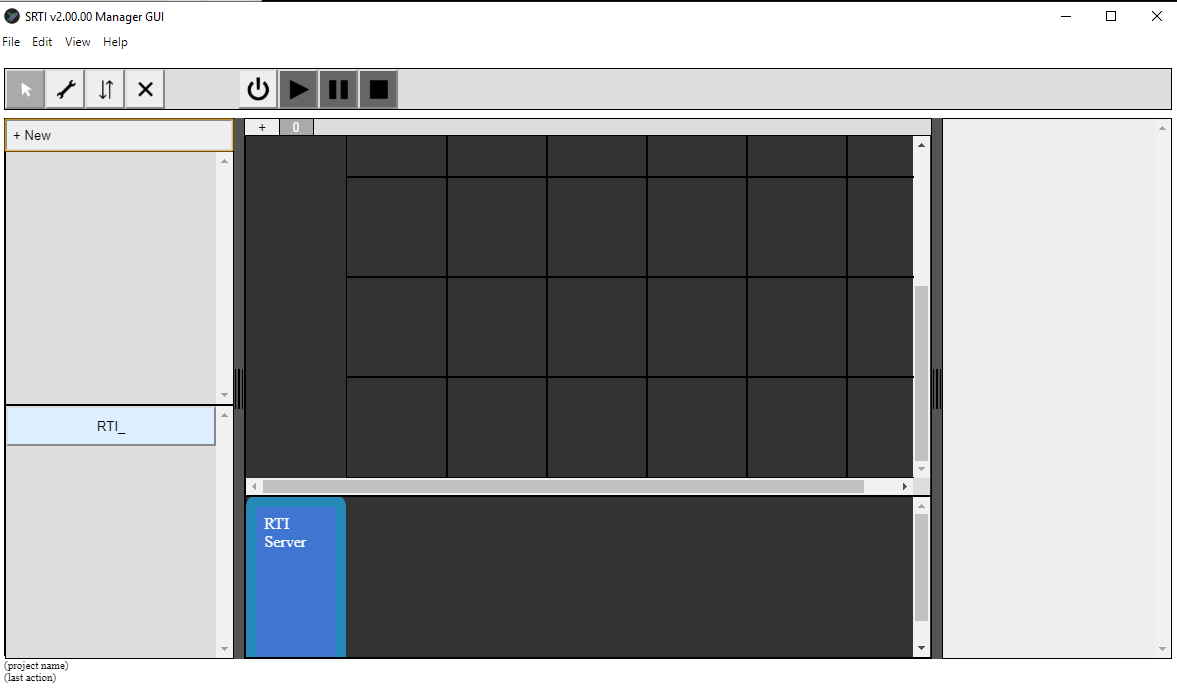 SRTI v2.00.00 Manager GUI
File Edit View Help
+ New
+ 0
RTI_
RTI
Server
(project name)
(last action)